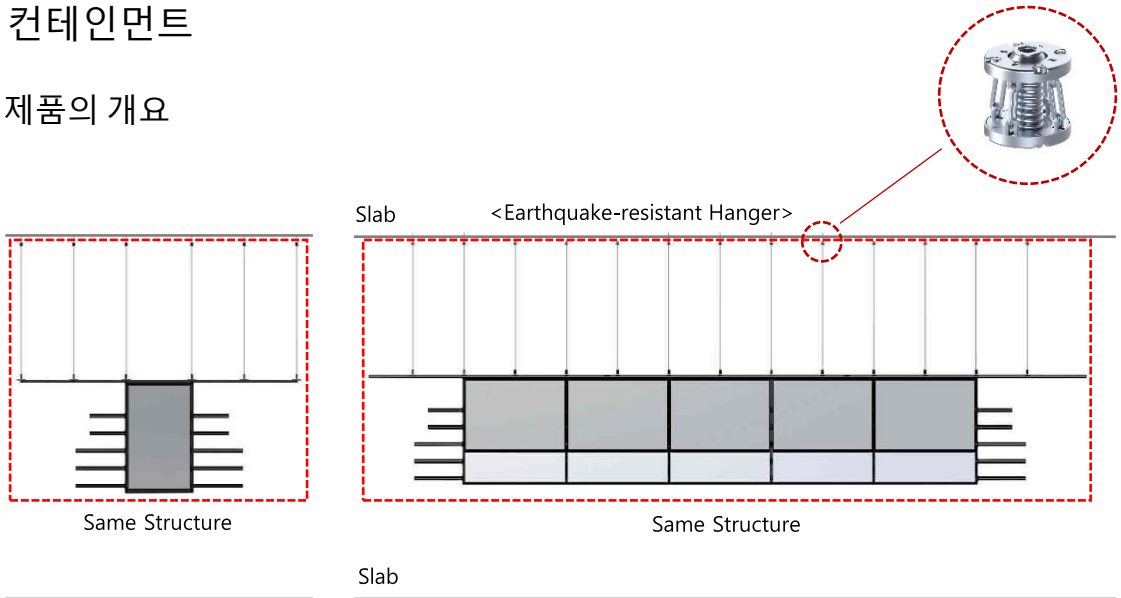 컨테인먼트
제품의 개요
Slab
<Earthquake-resistant Hanger>
Same Structure
Same Structure
Slab